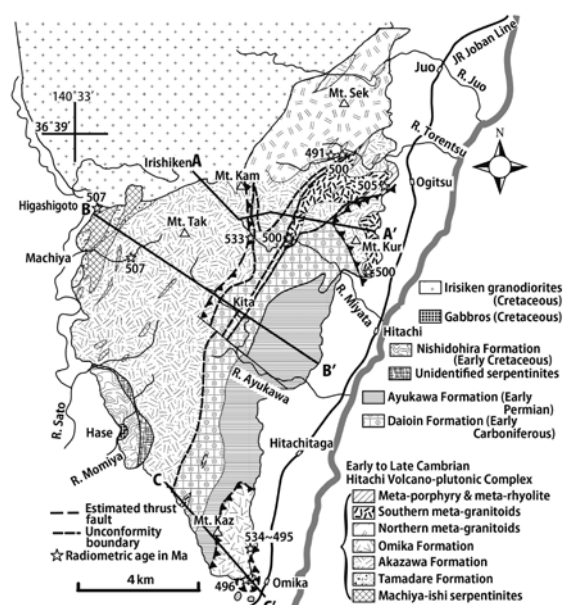 JR Joban Line
Juo
R. Juo
140˚33'
Mt. Sek
36˚39'
R. Torentsu
N
491
Irishiken
A
500
Mt. Kam
505
Ogitsu
507
Higashigoto
B
Mt. Tak
A'
533
500
Mt. Kur
Machiya
507
500
Kita
R. Miyata
Hitachi
B'
R. Ayukawa
R. Sato
Hase
Hitachitaga
R. Momiya
C
Mt. Kaz
534~495
496
Omika
C'
Irisiken granodiorites
(Cretaceous)
Gabbros (Cretaceous)
Nishidohira Formation
(Early Cretaceous)
Unidentified serpentinites
Ayukawa Formation (Early
Permian)
Daioin Formation (Early
Carboniferous)
Early to Late Cambrian
Hitachi Volcano-plutonic Complex
Meta-porphyry & meta-rhyolite
Southern meta-granitoids
Northern meta-granitoids
Omika Formation
Akazawa Formation
Tamadare Formation
Machiya-ishi serpentinites
Estimated thrust
fault
Unconformity
boundary
Radiometric age in Ma
4 km